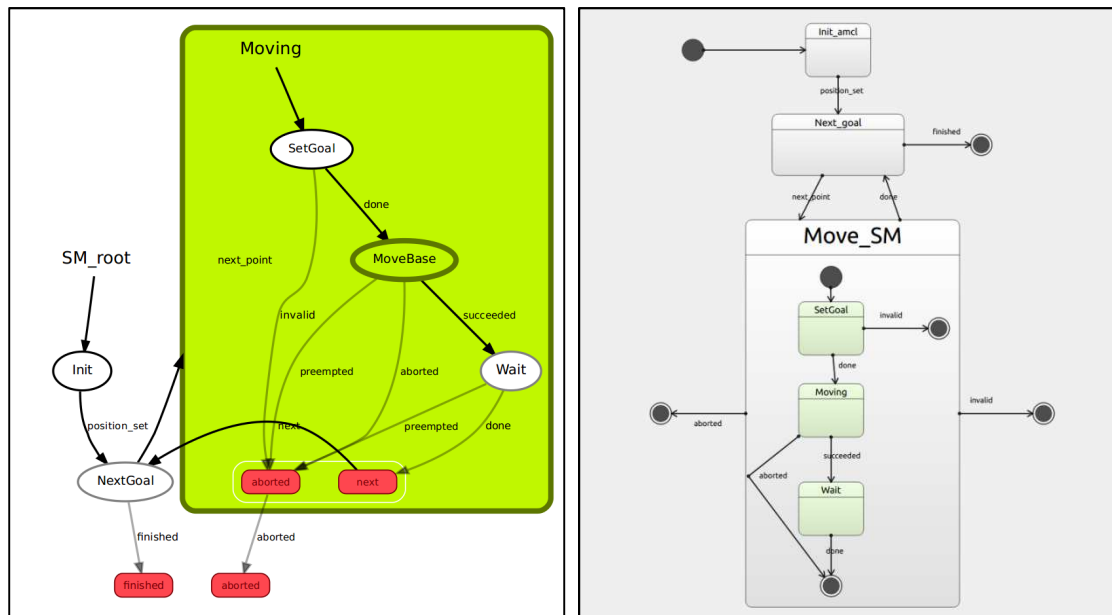 Moving
SetGoal
done
MoveBase
next_point
SM_root
invalid
succeeded
Init
preempted
aborted
Wait
position_set
next
preempted
done
NextGoal
aborted
next
finished
aborted
finished
aborted
Init_amcl
position_set
Next_goal
finished
next_point
done
Move_SM
SetGoal
invalid
done
Moving
invalid
aborted
succeeded
aborted
Wait
done